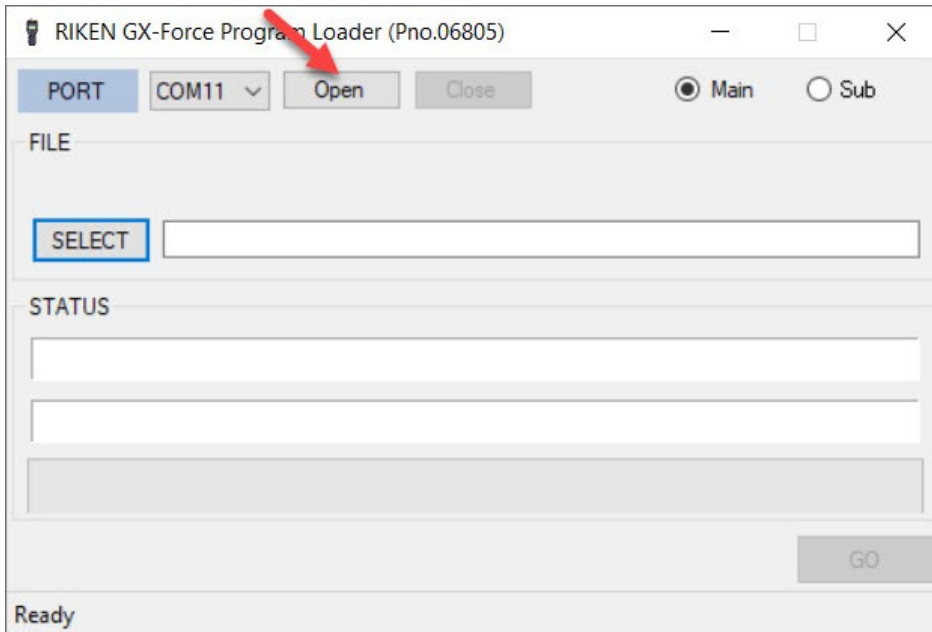 RIKEN GX-Force Program Loader (Pno.06805)
PORT COM11 Open Close Main Sub
FILE
SELECT
STATUS
GO
Ready